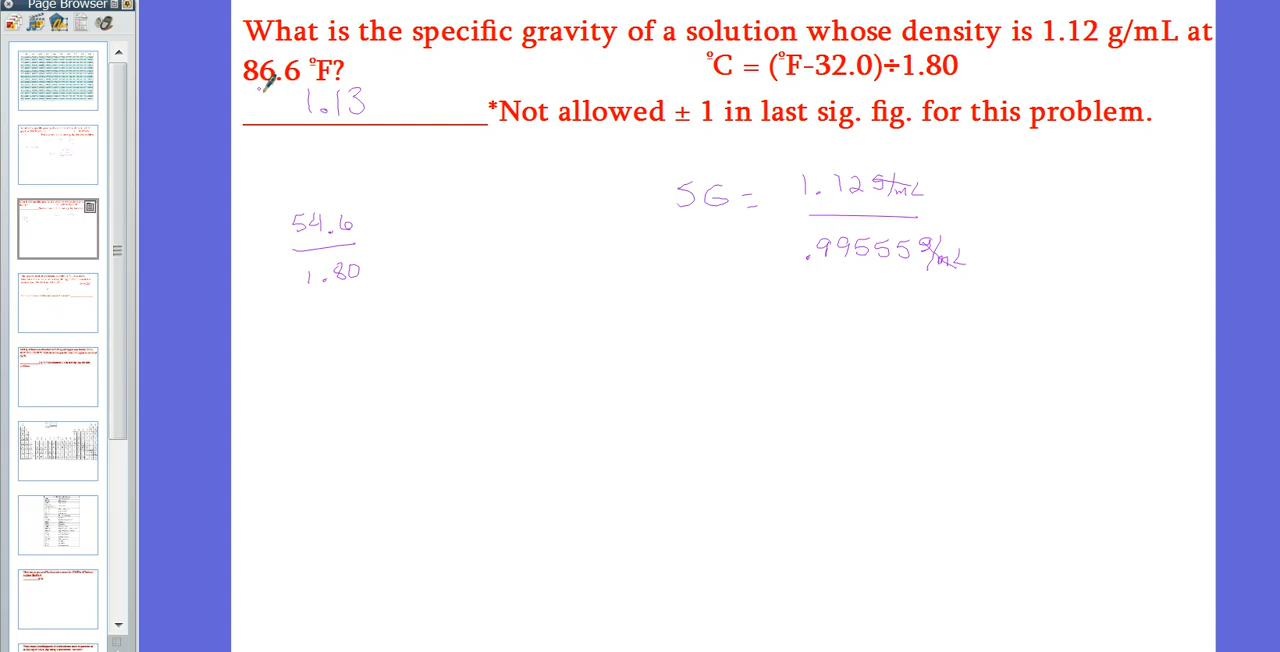 Page Browser
What is the specific gravity of a solution whose density is 1.12 g/mL at
86.6 °F? °C = (°F-32.0)÷1.80
1.13 *Not allowed ± 1 in last sig. fig. for this problem.
SG = 1.12 g/mL
.99555 g/mL
54.6
1.80